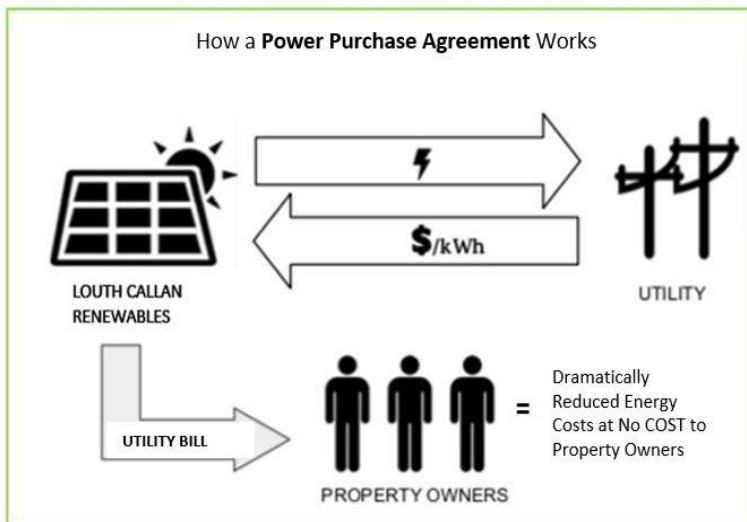 How a Power Purchase Agreement Works
$/kWh
LOUTH CALLAN
RENEWABLES
UTILITY
UTILITY BILL
=
Dramatically
Reduced Energy
Costs at No COST to
Property Owners
PROPERTY OWNERS